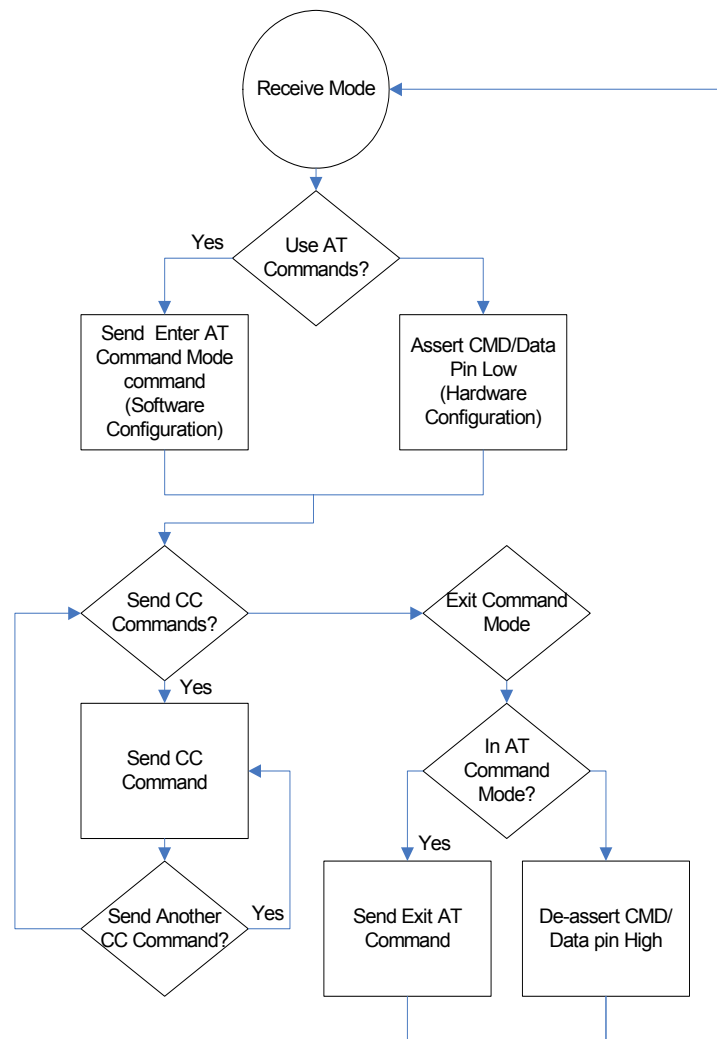 Receive Mode
Use AT
Commands?
Yes
Send Enter AT
Command Mode
command
(Software
Configuration)
Assert CMD/Data
Pin Low
(Hardware
Configuration)
Send CC
Commands?
Exit Command
Mode
Yes
Send CC
Command
In AT
Command
Mode?
Yes
Send Another
CC Command?
Yes
Send Exit AT
Command
De-assert CMD/
Data pin High